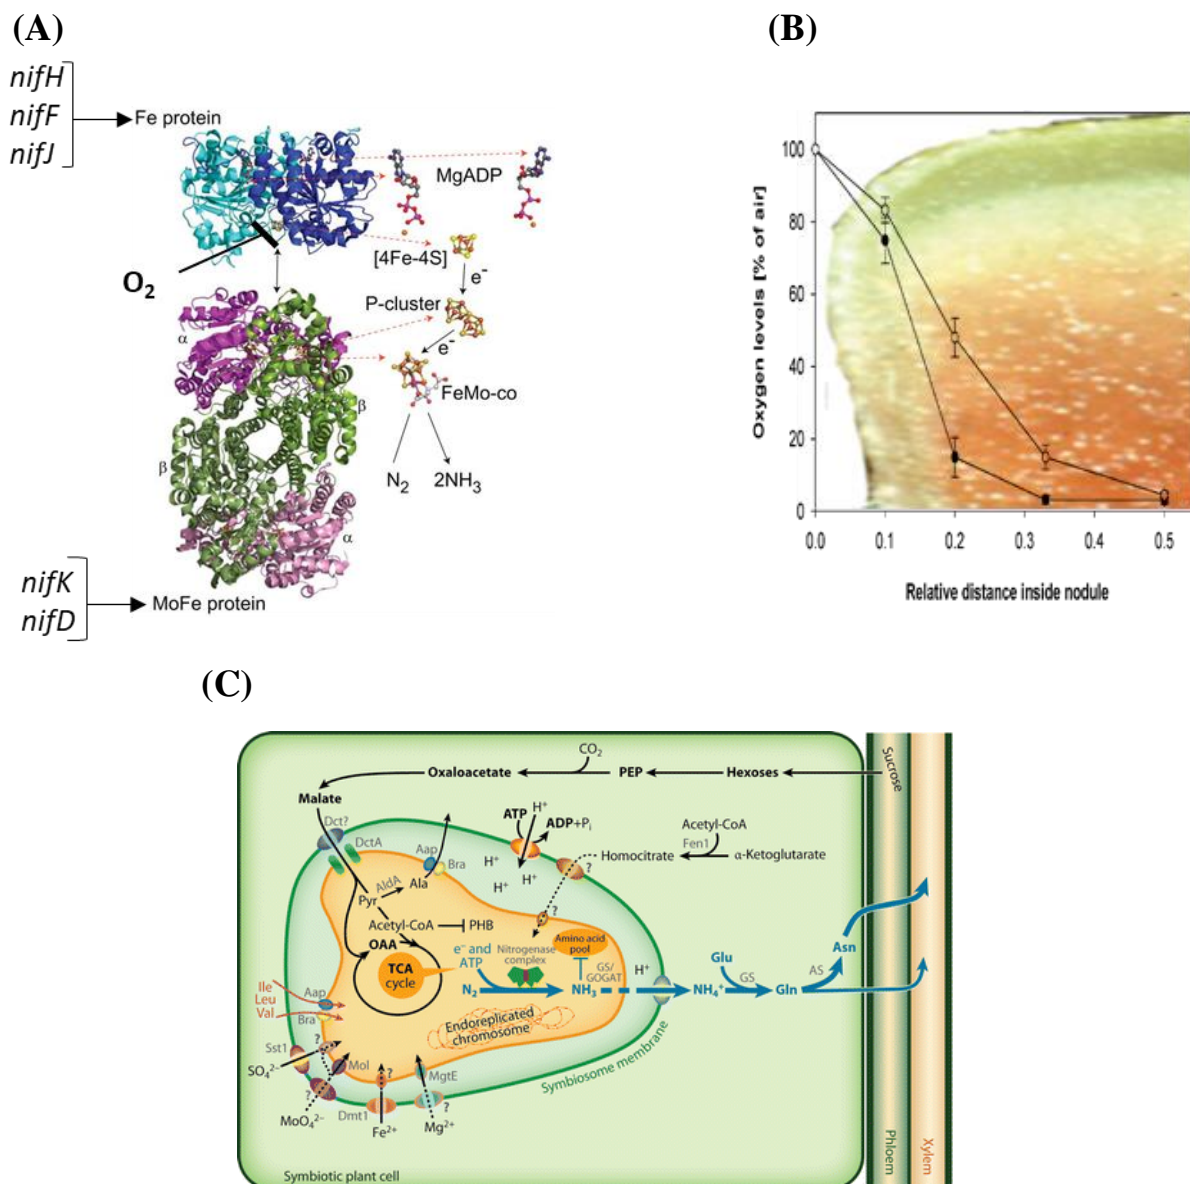 (A)
nifH
nifF
nifJ
Fe protein
MgADP
[4Fe-4S]
e-
O2
P-cluster
e-
FeMo-co
α
β
β
α
N2
2NH3
nifK
nifD
MoFe protein
(B)
Oxygen levels [% of air]
100
80
60
40
20
0
0.0 0.1 0.2 0.3 0.4 0.5
Relative distance inside nodule
(C)
CO2
Oxaloacetate
PEP
Hexoses
Sucrose
Malate
Dct?
DctA
ATP
H+
ADP+Pi
Acetyl-CoA
Fen1
Homocitrate
α-Ketoglutarate
Aap
Bra
H+
H+
H+
?
AldA
Ala
Pyr
?
Acetyl-CoA
PHB
OAA
TCA
cycle
e− and
ATP
Nitrogenase
complex
Amino acid
pool
GS/
GOGAT
N2
NH3
H+
NH4+
Glu
GS
Gln
AS
Asn
Ile
Leu
Val
Aap
Bra
Endoreplicated
chromosome
Symbiosome membrane
Sst1
?
SO42−
Mol
?
MoO42−
?
Dmt1
Fe2+
MgtE
?
Mg2+
Symbiotic plant cell
Phloem
Xylem